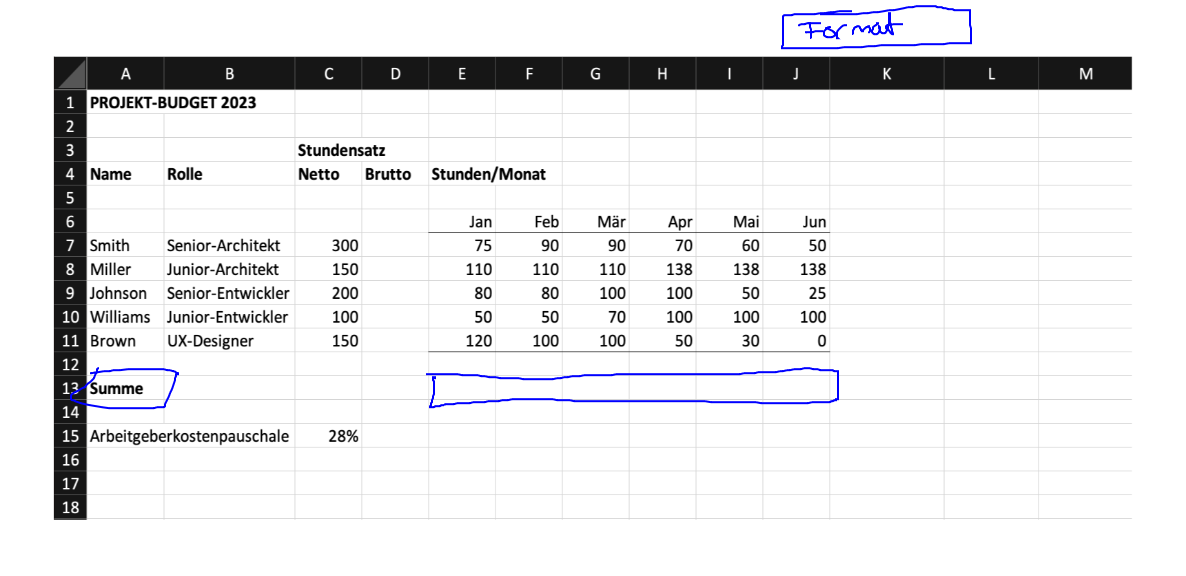 Format
A B C D E F G H I J K L M
1 PROJEKT-BUDGET 2023
2
3 Stundensatz
4 Name Rolle Netto Brutto Stunden/Monat
5
6 Jan Feb Mär Apr Mai Jun
7 Smith Senior-Architekt 300 75 90 90 70 60 50
8 Miller Junior-Architekt 150 110 110 110 138 138 138
9 Johnson Senior-Entwickler 200 80 80 100 100 50 25
10 Williams Junior-Entwickler 100 50 50 70 100 100 100
11 Brown UX-Designer 150 120 100 100 50 30 0
12
13 Summe
14
15 Arbeitgeberkostenpauschale 28%
16
17
18